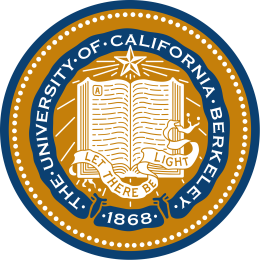 THE·UNIVERSITY·OF·CALIFORNIA·BERKELEY
A
LET THERE BE LIGHT
·1868·